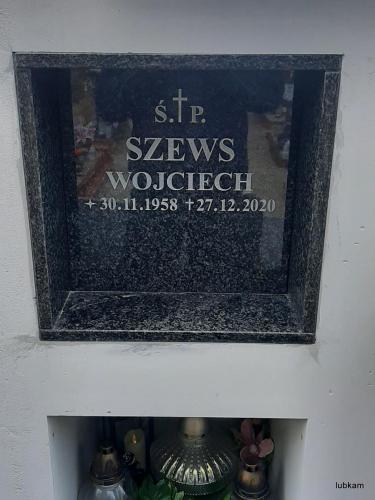 Ś.†P.
SZEWS
WOJCIECH
+ 30.11.1958 †27.12.2020
lubkam